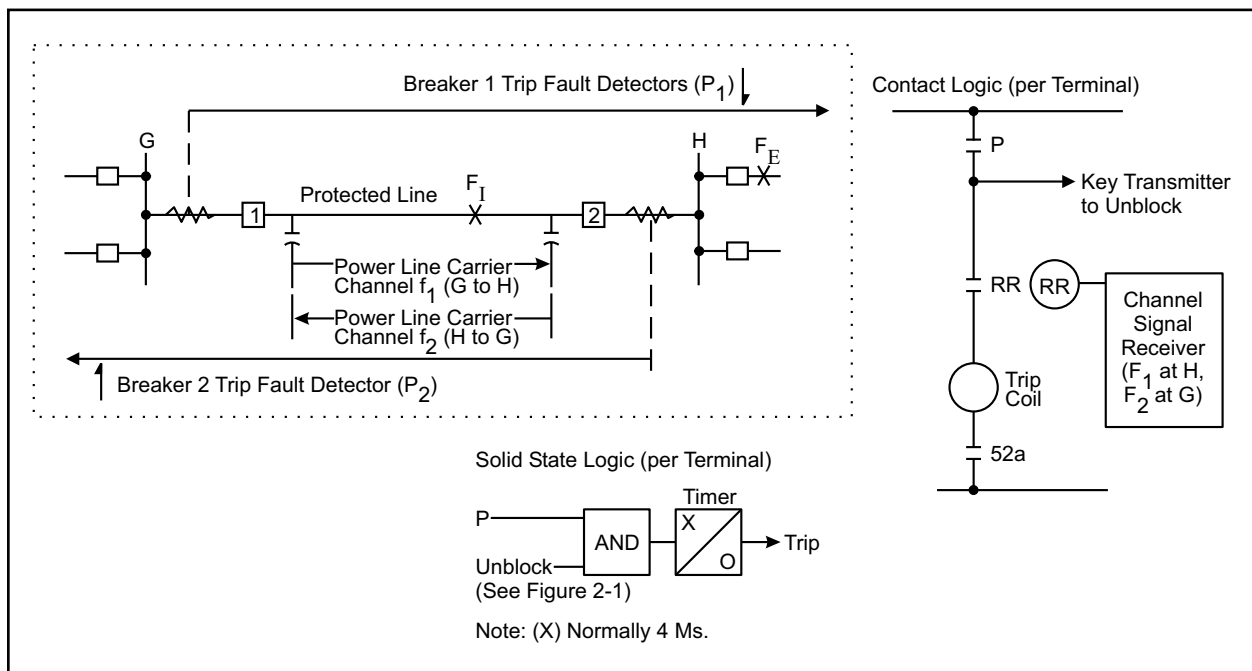 Breaker 1 Trip Fault Detectors (P1)
G
H
FE
Protected Line
FI
1
2
Power Line Carrier
Channel f1 (G to H)
Power Line Carrier
Channel f2 (H to G)
Breaker 2 Trip Fault Detector (P2)
Contact Logic (per Terminal)
P
Key Transmitter
to Unblock
RR
RR
Channel
Signal
Receiver
(F1 at H,
F2 at G)
Trip
Coil
52a
Solid State Logic (per Terminal)
Timer
P
AND
X
O
Trip
Unblock
(See Figure 2-1)
Note: (X) Normally 4 Ms.